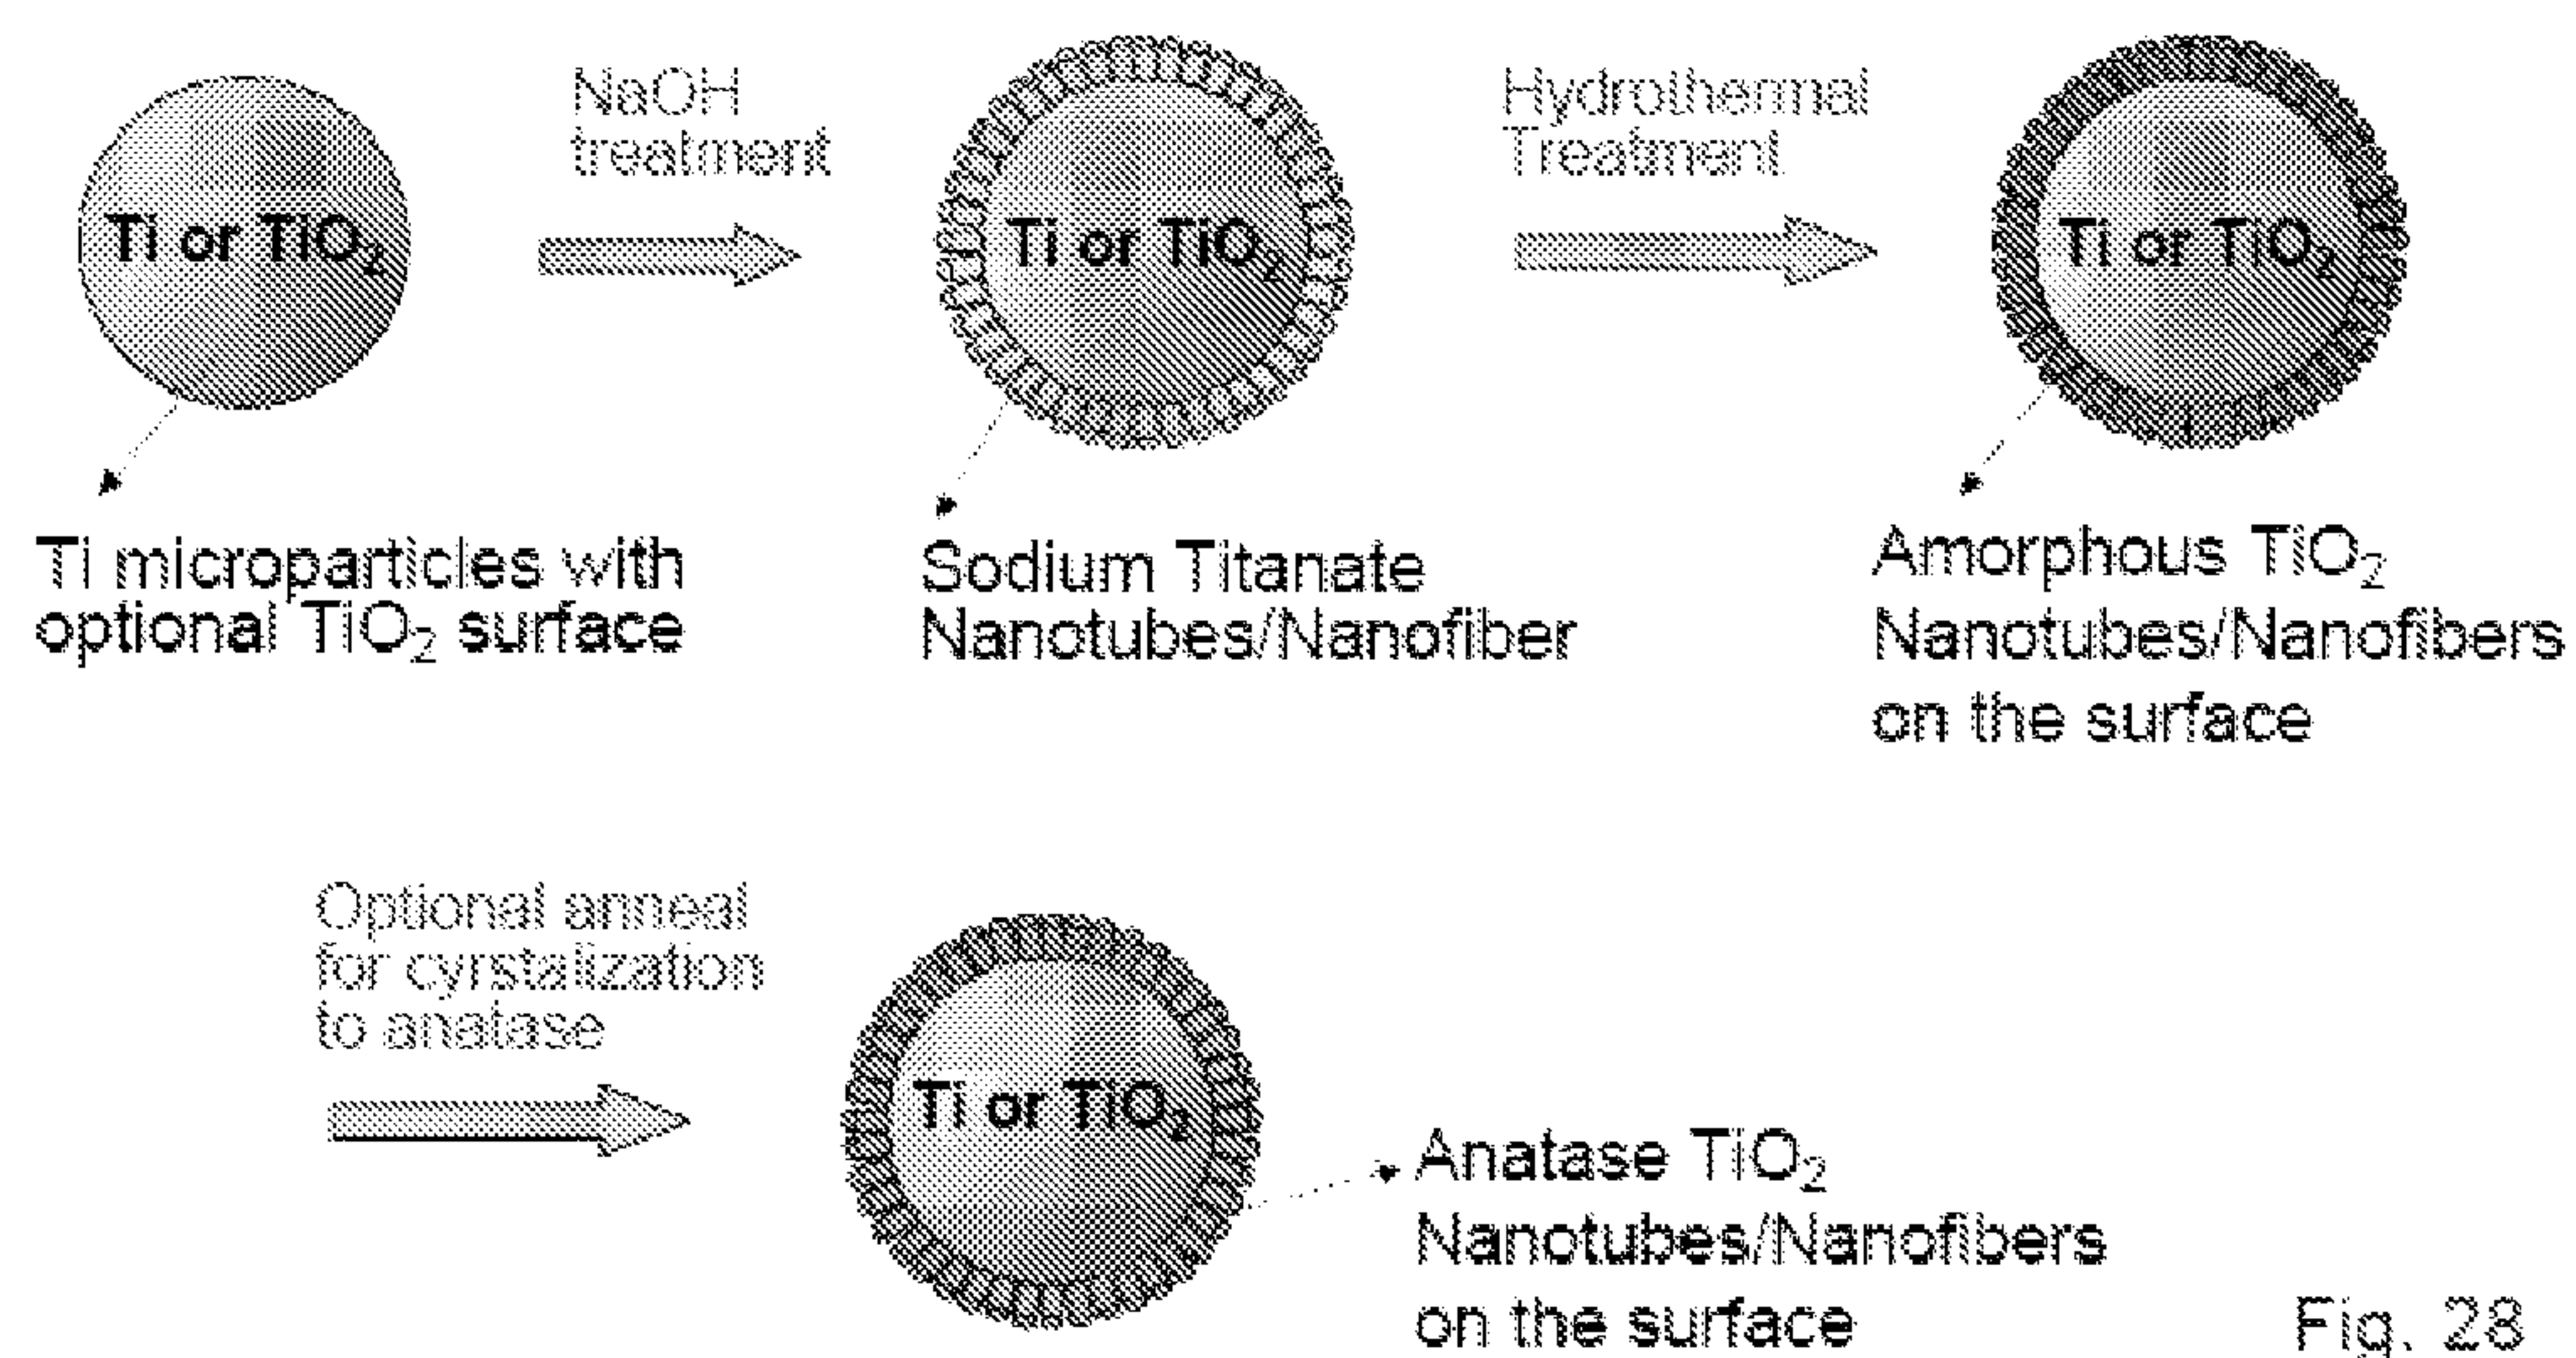 Ti or TiO₂
NaOH
treatment
Ti or TiO₂
Hydrothermal
Treatment
Ti or TiO₂
Ti microparticles with
optional TiO₂ surface
Sodium Titanate
Nanotubes/Nanofiber
Amorphous TiO₂
Nanotubes/Nanofibers
on the surface
Optional anneal
for cyrstalization
to anatase
Ti or TiO₂
Anatase TiO₂
Nanotubes/Nanofibers
on the surface
Fig. 28